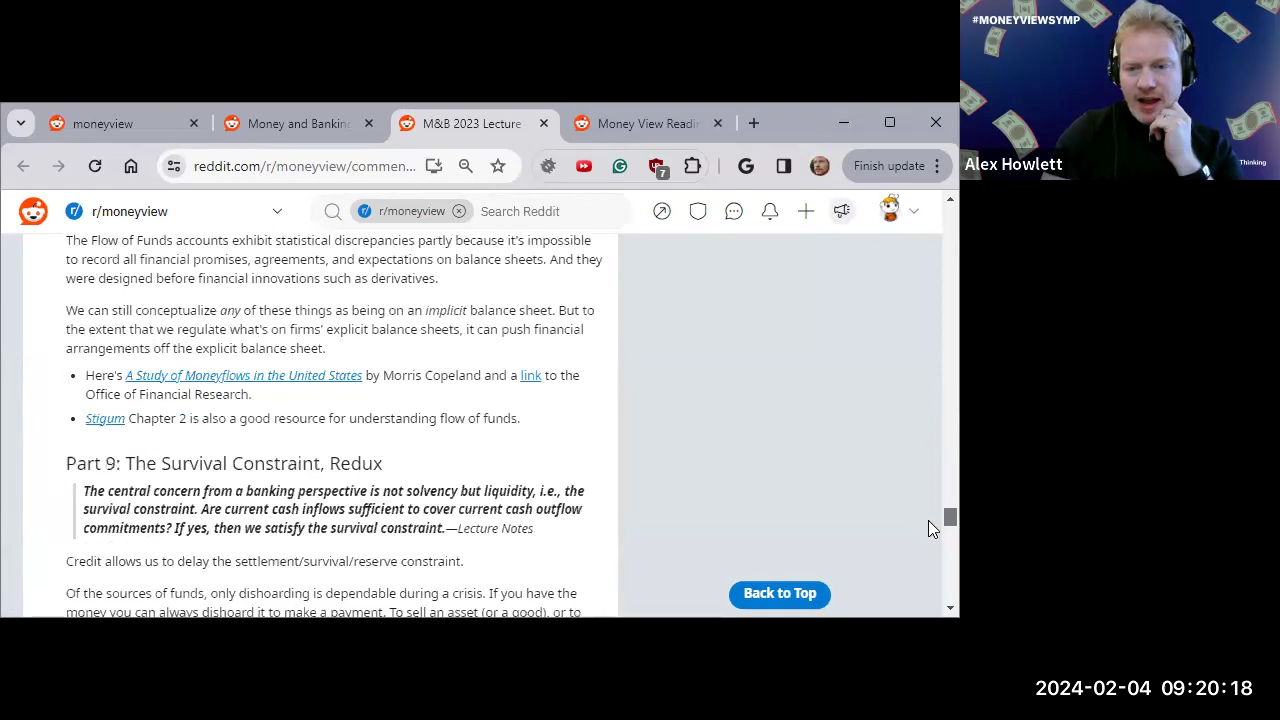 #MONEYVIEWSYMP
Thinking
Alex Howlett
moneyview
Money and Bankin
M&B 2023 Lecture
Money View Readi
reddit.com/r/moneyview/commen...
7
Finish update
r/moneyview
r/moneyview
Search Reddit
The Flow of Funds accounts exhibit statistical discrepancies partly because it's impossible
to record all financial promises, agreements, and expectations on balance sheets. And they
were designed before financial innovations such as derivatives.
We can still conceptualize any of these things as being on an implicit balance sheet. But to
the extent that we regulate what's on firms' explicit balance sheets, it can push financial
arrangements off the explicit balance sheet.
• Here's A Study of Moneyflows in the United States by Morris Copeland and a link to the
Office of Financial Research.
• Stigum Chapter 2 is also a good resource for understanding flow of funds.
Part 9: The Survival Constraint, Redux
The central concern from a banking perspective is not solvency but liquidity, i.e., the
survival constraint. Are current cash inflows sufficient to cover current cash outflow
commitments? If yes, then we satisfy the survival constraint.—Lecture Notes
Credit allows us to delay the settlement/survival/reserve constraint.
Of the sources of funds, only dishoarding is dependable during a crisis. If you have the
money you can always dishoard it to make a payment. To sell an asset (or a good), or to
Back to Top
2024-02-04 09:20:18